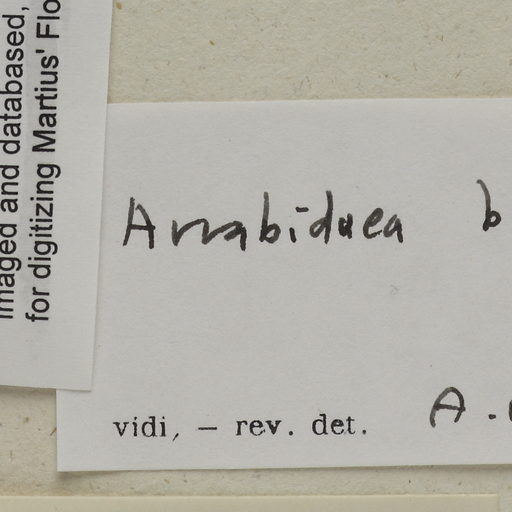 Imaged and databased,
for digitizing Martius' Flo
Arrabidaea b
vidi, — rev. det. A.